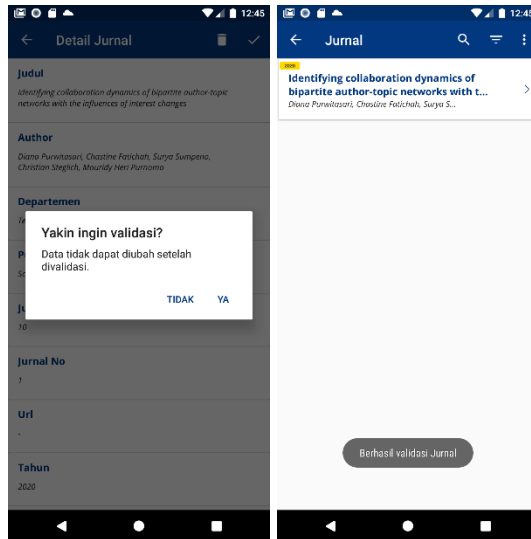 12:45
Detail Jurnal
Judul
Identifying collaboration dynamics of bipartite author-topic
networks with the influences of interest changes
Author
Diana Purwitasari, Chastine Fatichah, Surya Sumpeno,
Christian Steglich, Mauridy Heri Purnomo
Departemen
Yakin ingin validasi?
Data tidak dapat diubah setelah
divalidasi.
TIDAK YA
10
Jurnal No
1
Url
-
Tahun
2020
12:45
Jurnal
2020
Identifying collaboration dynamics of
bipartite author-topic networks with t...
Diana Purwitasari, Chastine Fatichah, Surya S...
Berhasil validasi Jurnal